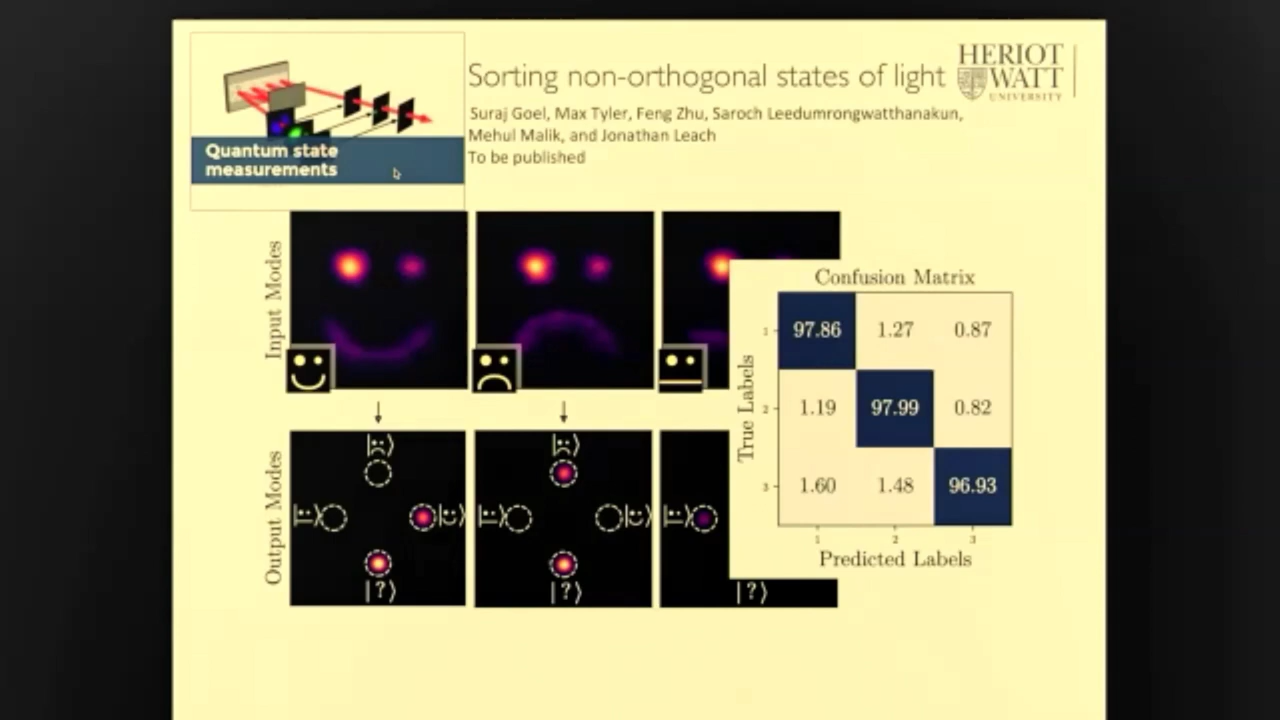 Sorting non-orthogonal states of light
HERIOT
WATT
UNIVERSITY
Suraj Goel, Max Tyler, Feng Zhu, Saroch Leedumrongwatthanakun,
Mehul Malik, and Jonathan Leach
To be published
Quantum state
measurements
Input Modes
Output Modes
|?⟩
|?⟩
|?⟩
Confusion Matrix
True Labels
1
97.86 1.27 0.87
2
1.19 97.99 0.82
3
1.60 1.48 96.93
1 2 3
Predicted Labels